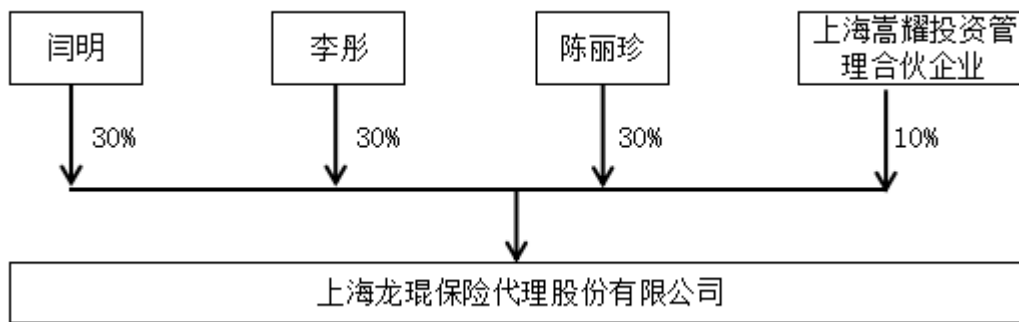 闫明
李彤
陈丽珍
上海嵩耀投资管
理合伙企业
30%
30%
30%
10%
上海龙琨保险代理股份有限公司